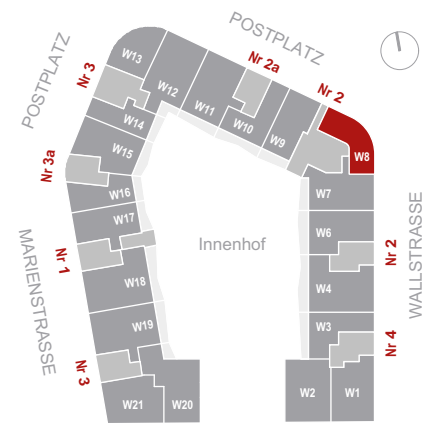 POSTPLATZ
Nr 2a
Nr 2
Nr 3
POSTPLATZ
Nr 3a
W13
W12
W11
W10
W9
W8
W14
W15
W16
W17
W18
W19
W20
W21
W7
W6
W4
W3
W2
W1
Innenhof
Nr 2
WALLSTRASSE
Nr 4
Nr 1
MARIENSTRASSE
Nr 3